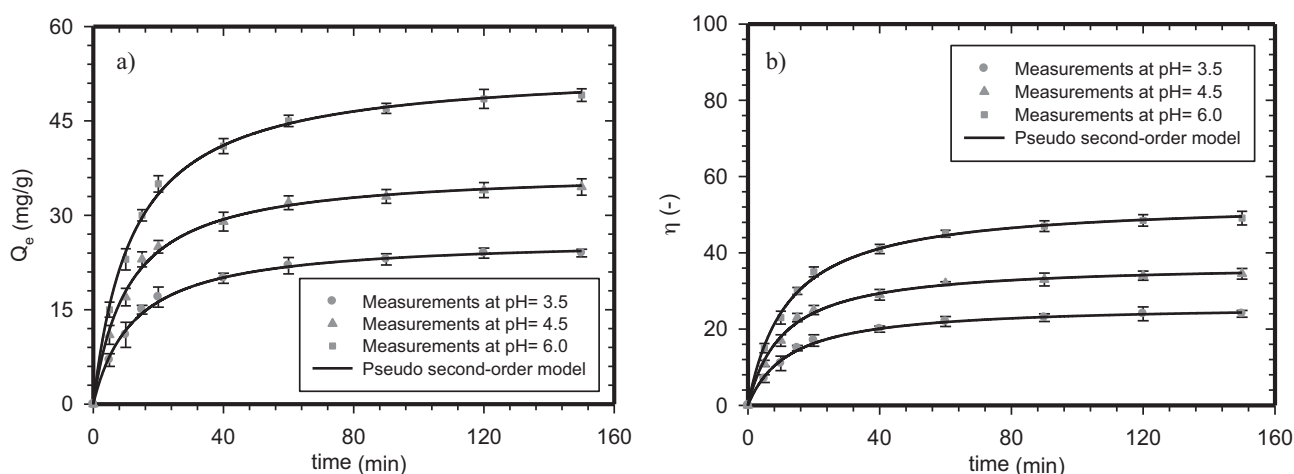 60
45
30
15
0
Qe (mg/g)
a)
Measurements at pH= 3.5
Measurements at pH= 4.5
Measurements at pH= 6.0
Pseudo second-order model
0 40 80 120 160
time (min)
100
80
60
40
20
0
η (-)
b)
Measurements at pH= 3.5
Measurements at pH= 4.5
Measurements at pH= 6.0
Pseudo second-order model
0 40 80 120 160
time (min)